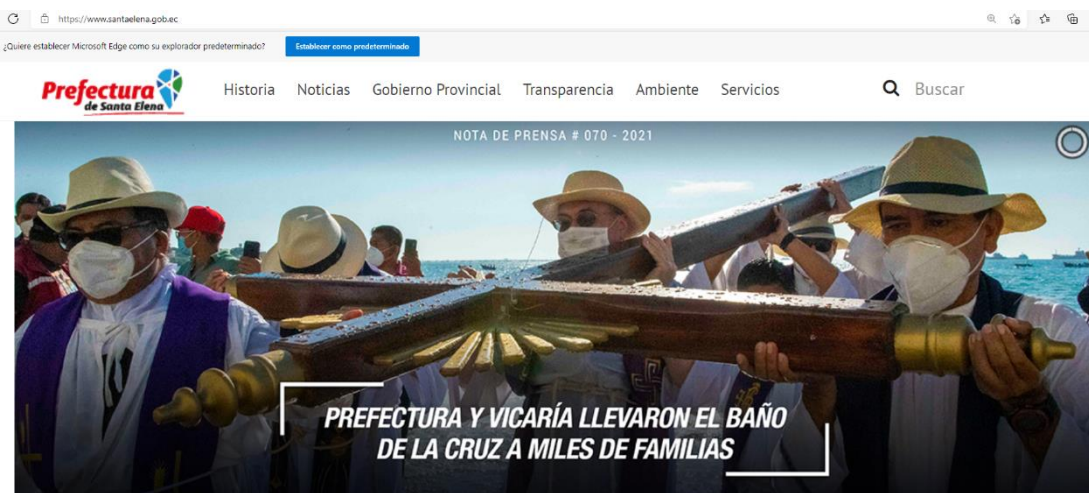 https://www.santaelena.gob.ec
¿Quiere establecer Microsoft Edge como su explorador predeterminado? Establecer como predeterminado
Prefectura
de Santa Elena
Historia Noticias Gobierno Provincial Transparencia Ambiente Servicios Buscar
NOTA DE PRENSA # 070 - 2021
PREFECTURA Y VICARÍA LLEVARON EL BAÑO
DE LA CRUZ A MILES DE FAMILIAS